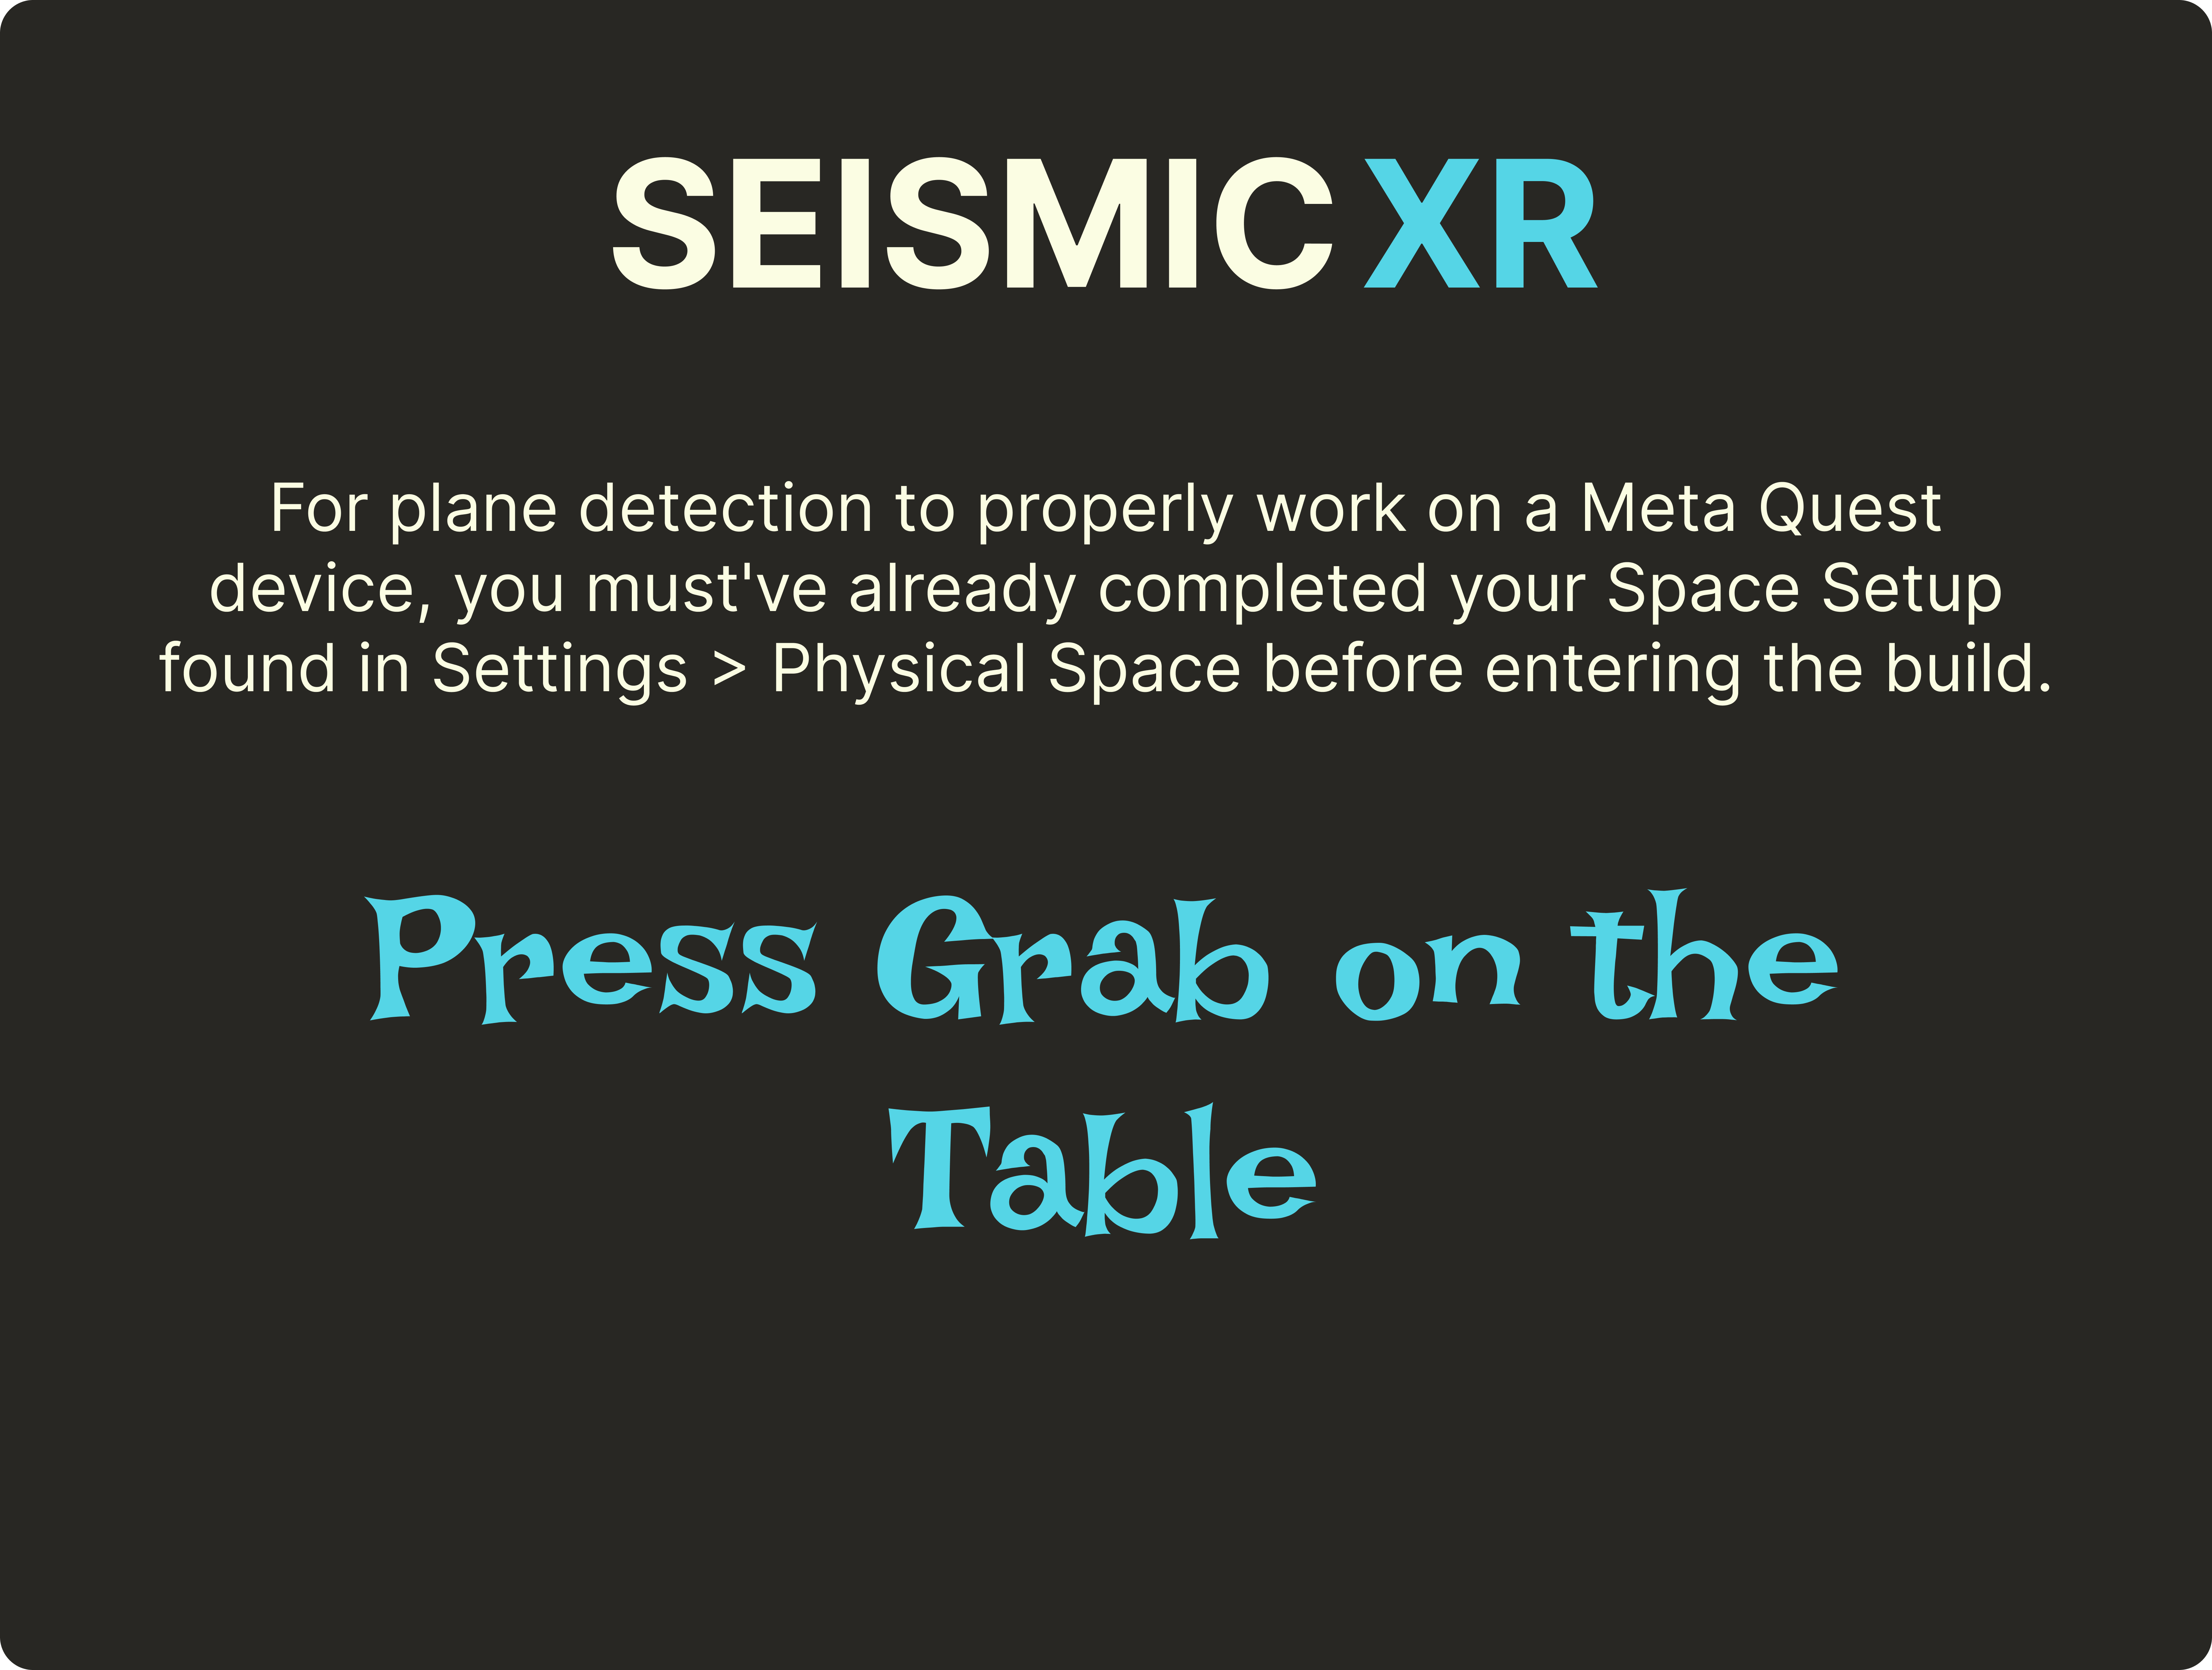 SEISMIC XR
For plane detection to properly work on a Meta Quest
device, you must've already completed your Space Setup
found in Settings > Physical Space before entering the build.
Press Grab on the
Table